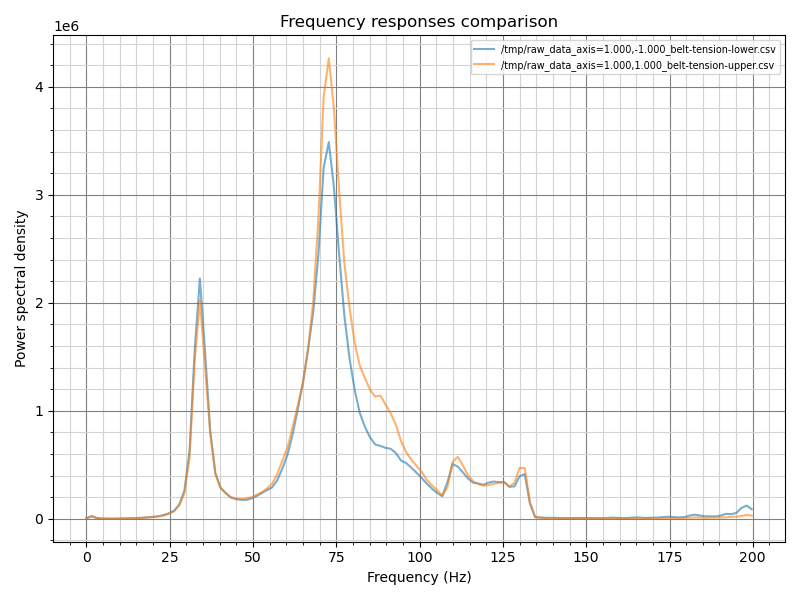 Frequency responses comparison
1e6
/tmp/raw_data_axis=1.000,-1.000_belt-tension-lower.csv
/tmp/raw_data_axis=1.000,1.000_belt-tension-upper.csv
4
3
2
1
0
Power spectral density
0 25 50 75 100 125 150 175 200
Frequency (Hz)